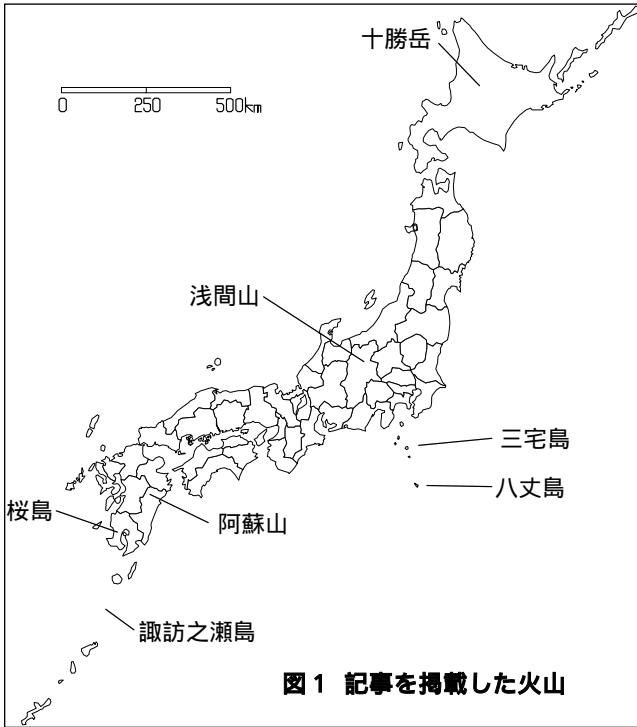 十勝岳
0 250 500km
浅間山
三宅島
八丈島
桜島
阿蘇山
諏訪之瀬島
図1 記事を掲載した火山